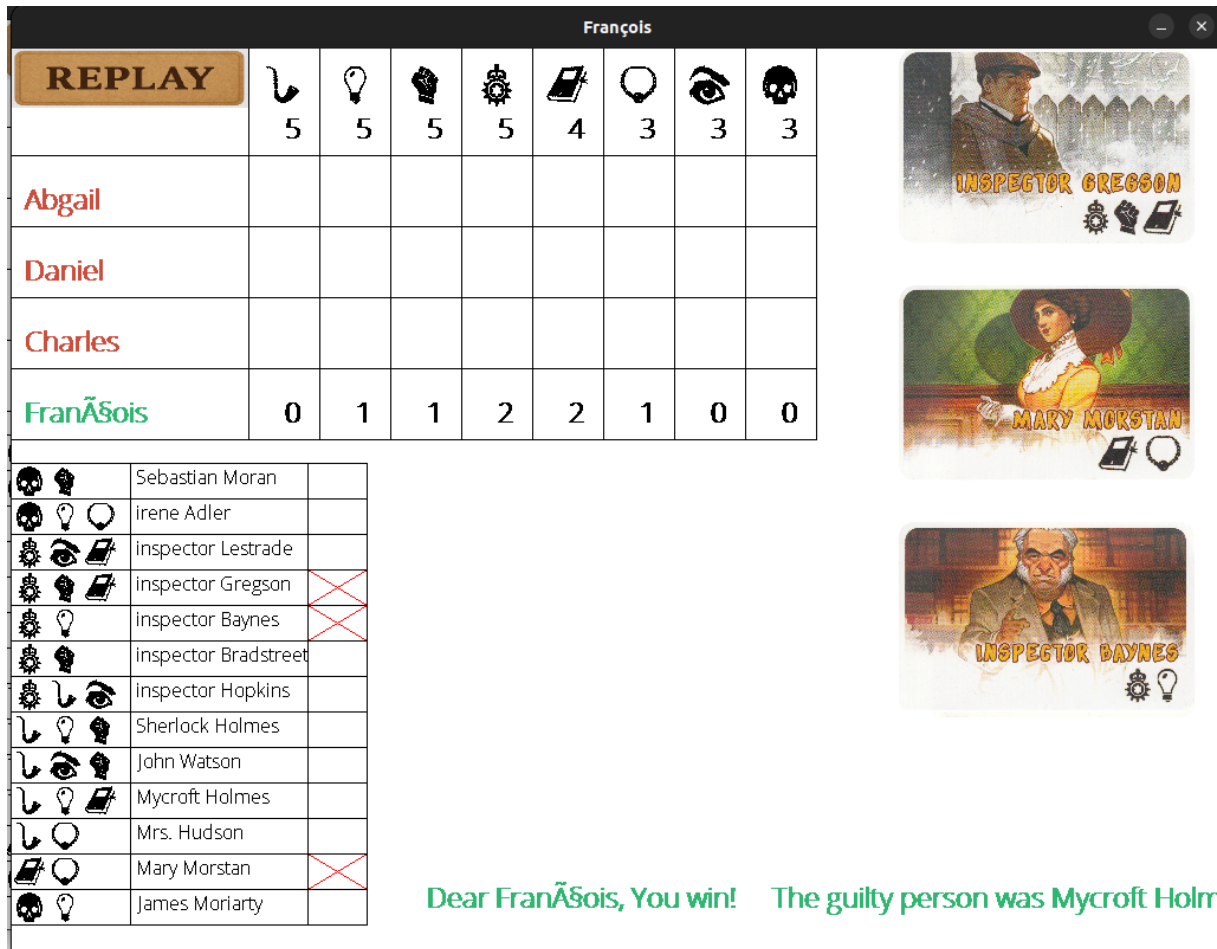 François
REPLAY
5 5 5 5 4 3 3 3
Abgail
Daniel
Charles
FranÃ§ois 0 1 1 2 2 1 0 0
INSPECTOR GREGSON
MARY MORSTAN
INSPECTOR BAYNES
Sebastian Moran
irene Adler
inspector Lestrade
inspector Gregson
inspector Baynes
inspector Bradstreet
inspector Hopkins
Sherlock Holmes
John Watson
Mycroft Holmes
Mrs. Hudson
Mary Morstan
James Moriarty
Dear FranÃ§ois, You win! The guilty person was Mycroft Holm